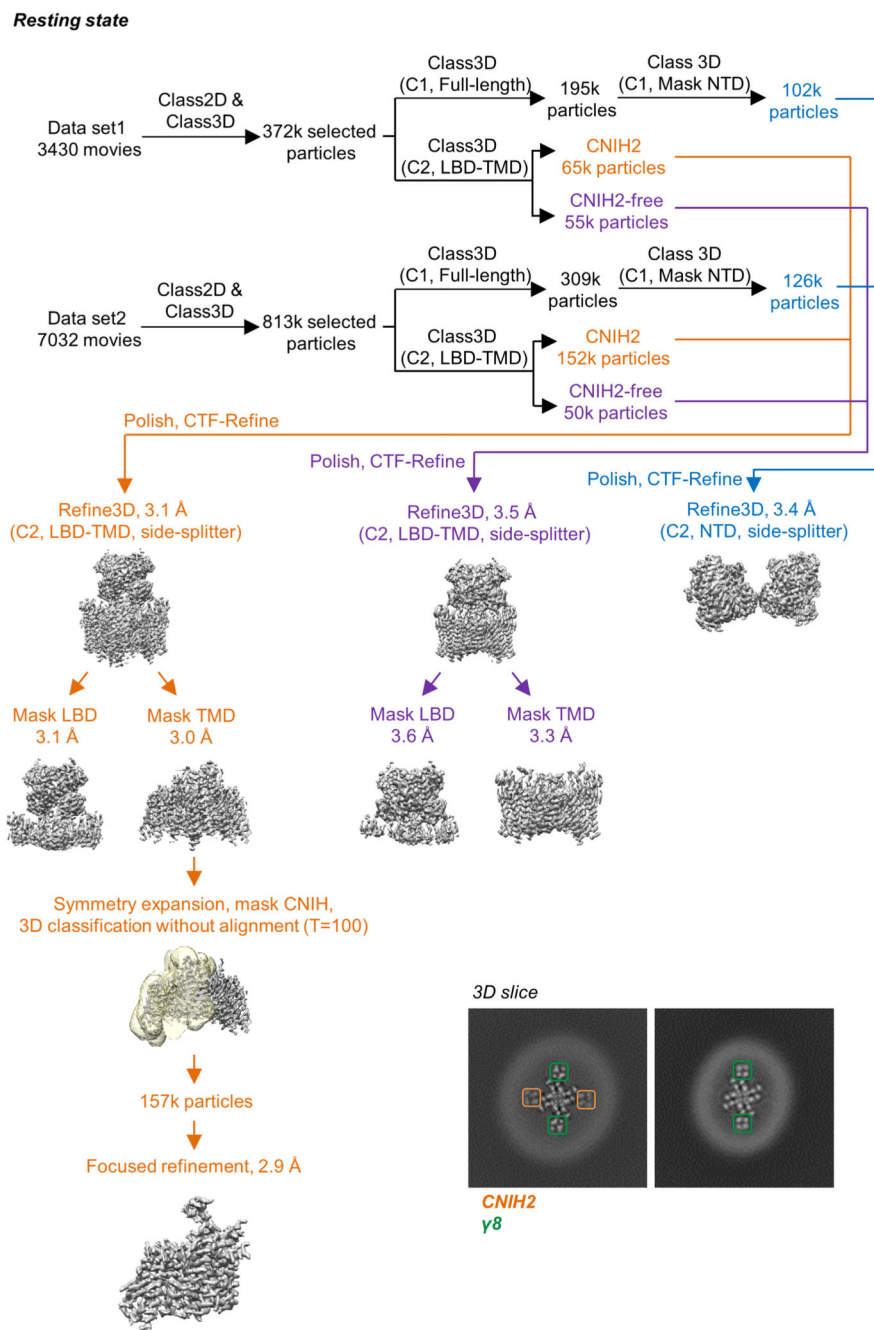 Resting state
Data set1
3430 movies
Class2D &
Class3D
372k selected
particles
Class3D
(C1, Full-length)
195k
particles
Class 3D
(C1, Mask NTD)
102k
particles
Class3D
(C2, LBD-TMD)
CNIH2
65k particles
CNIH2-free
55k particles
Data set2
7032 movies
Class2D &
Class3D
813k selected
particles
Class3D
(C1, Full-length)
309k
particles
Class 3D
(C1, Mask NTD)
126k
particles
Class3D
(C2, LBD-TMD)
CNIH2
152k particles
CNIH2-free
50k particles
Polish, CTF-Refine
Polish, CTF-Refine
Polish, CTF-Refine
Refine3D, 3.1 Å
(C2, LBD-TMD, side-splitter)
Refine3D, 3.5 Å
(C2, LBD-TMD, side-splitter)
Refine3D, 3.4 Å
(C2, NTD, side-splitter)
Mask LBD
3.1 Å
Mask TMD
3.0 Å
Mask LBD
3.6 Å
Mask TMD
3.3 Å
Symmetry expansion, mask CNIH,
3D classification without alignment (T=100)
157k particles
Focused refinement, 2.9 Å
3D slice
CNIH2
γ8